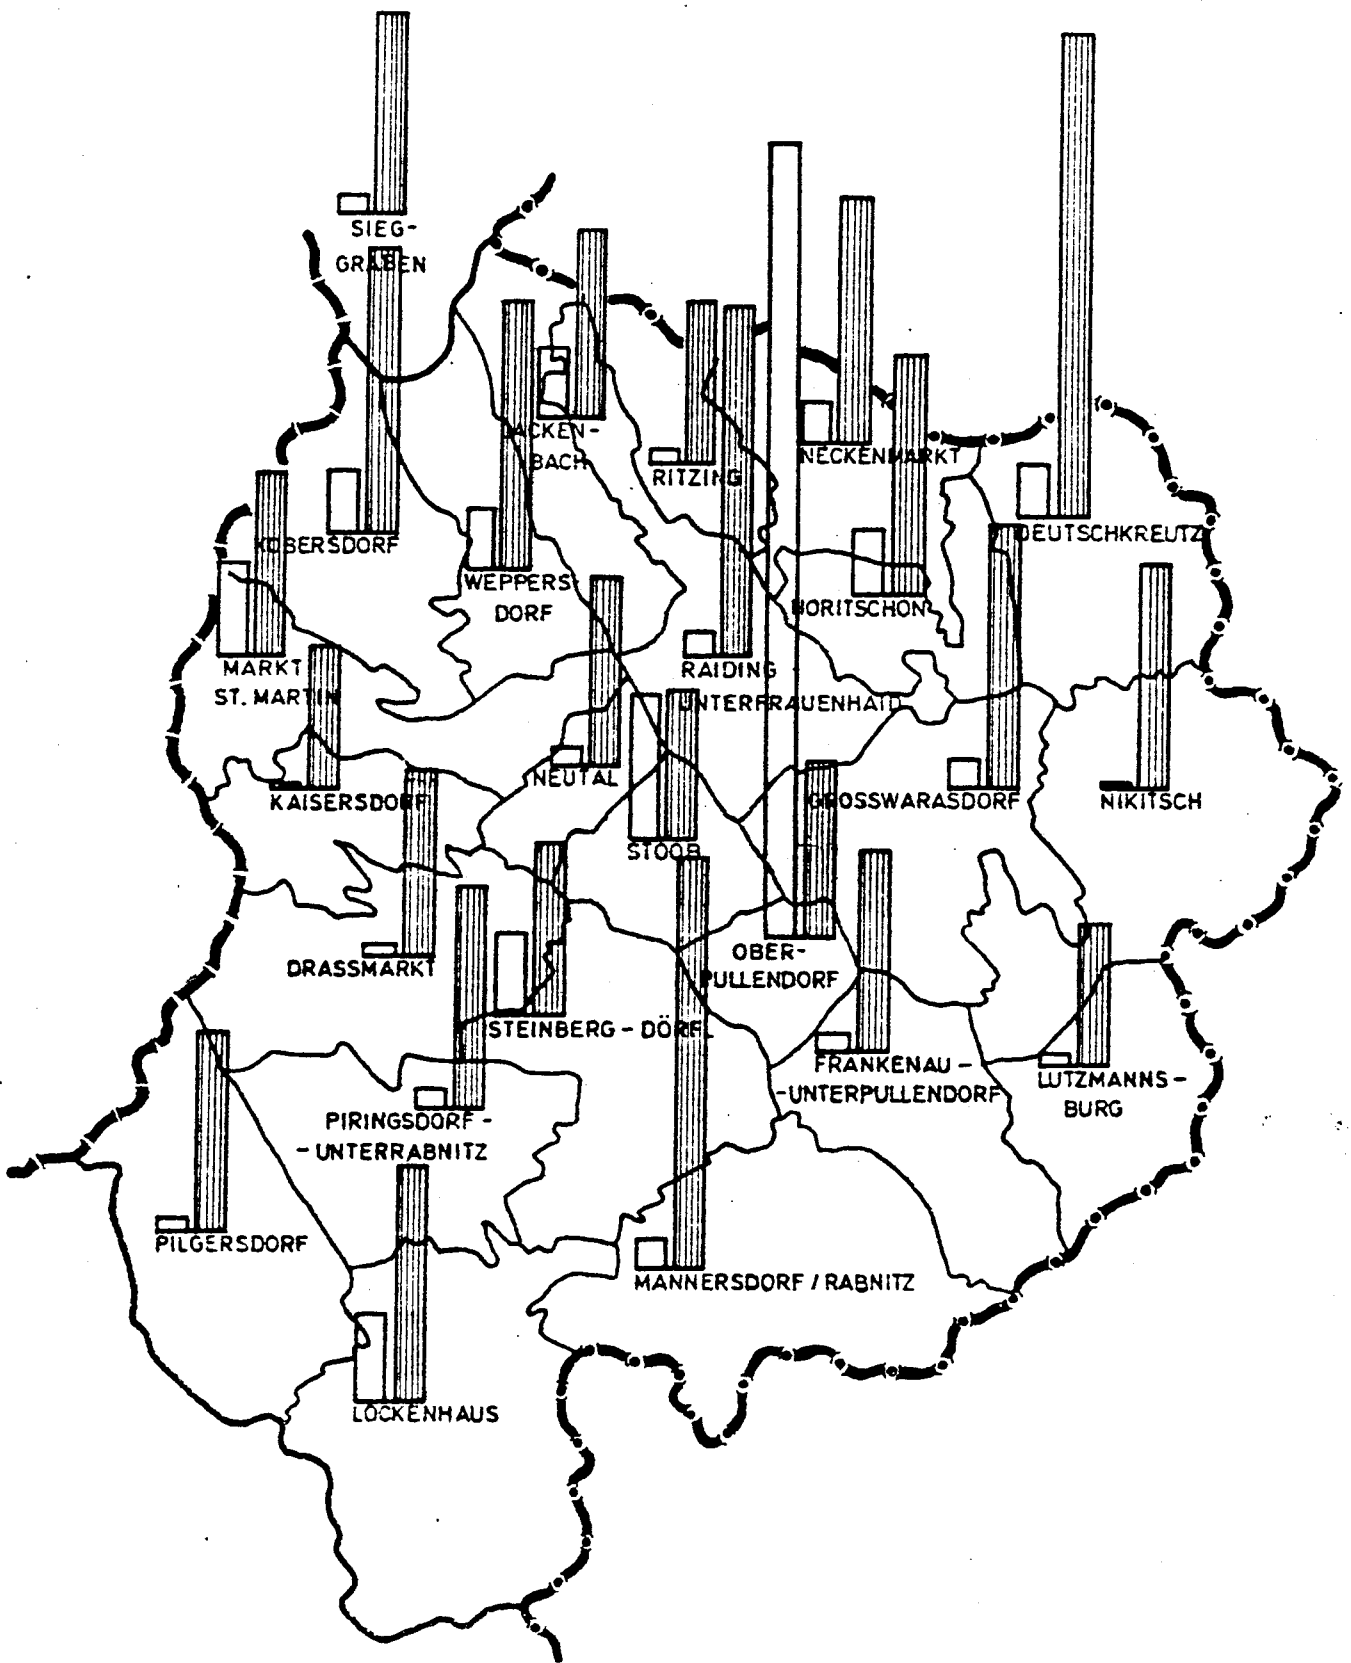 SIEG-
GRABEN
LACKEN-
BACH
RITZING
NECKENMARKT
KOBERSDORF
DEUTSCHKREUTZ
WEPPERS-
DORF
HORITSCHON
MARKT
ST. MARTIN
RAIDING -
UNTERFRAUENHAID
NEUTAL
KAISERSDORF
GROSSWARASDORF
NIKITSCH
STOOB
OBER-
PULLENDORF
DRASSMARKT
STEINBERG - DÖRFL
FRANKENAU -
-UNTERPULLENDORF
LUTZMANNS-
BURG
PIRINGSDORF -
- UNTERRABNITZ
PILGERSDORF
MANNERSDORF / RABNITZ
LOCKENHAUS